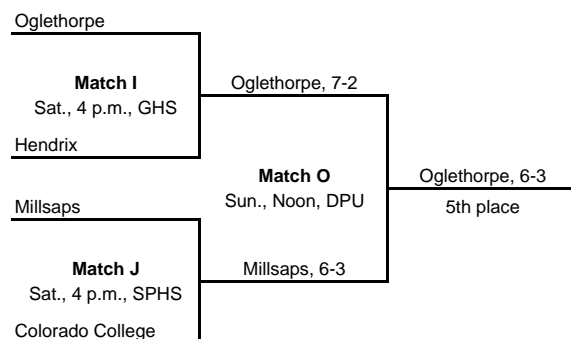 Oglethorpe
Match I
Sat., 4 p.m., GHS
Oglethorpe, 7-2
Hendrix
Match O
Sun., Noon, DPU
Oglethorpe, 6-3
5th place
Millsaps
Match J
Sat., 4 p.m., SPHS
Millsaps, 6-3
Colorado College